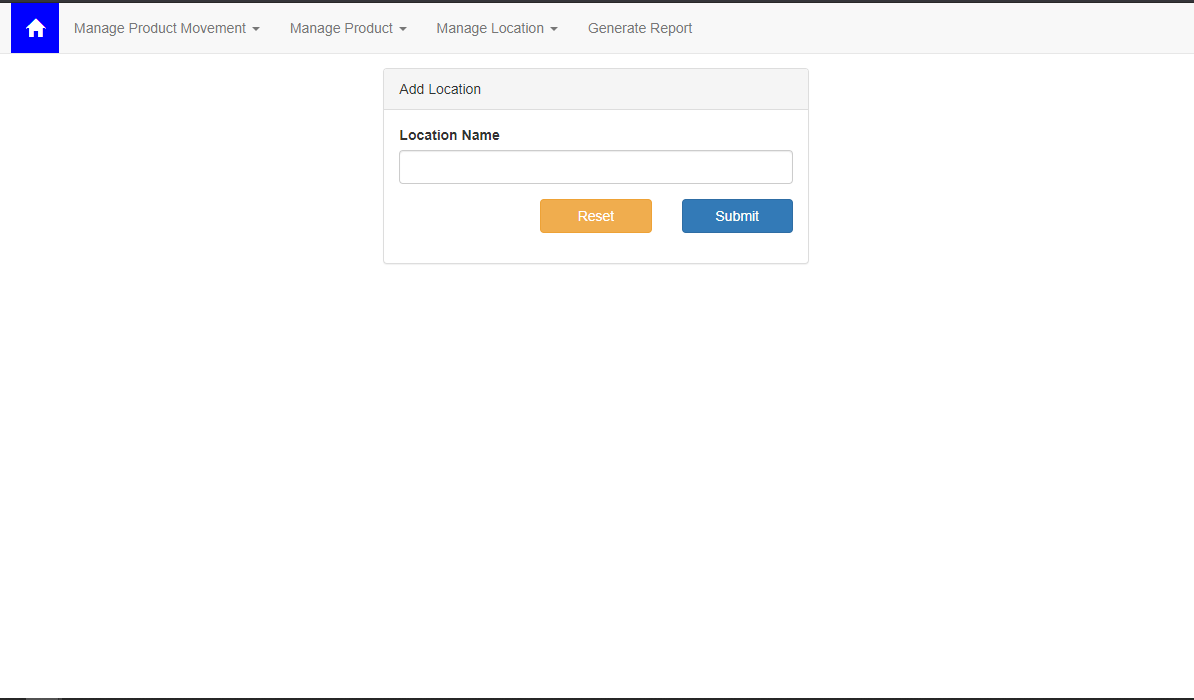 Manage Product Movement Manage Product Manage Location Generate Report
Add Location
Location Name
Reset Submit